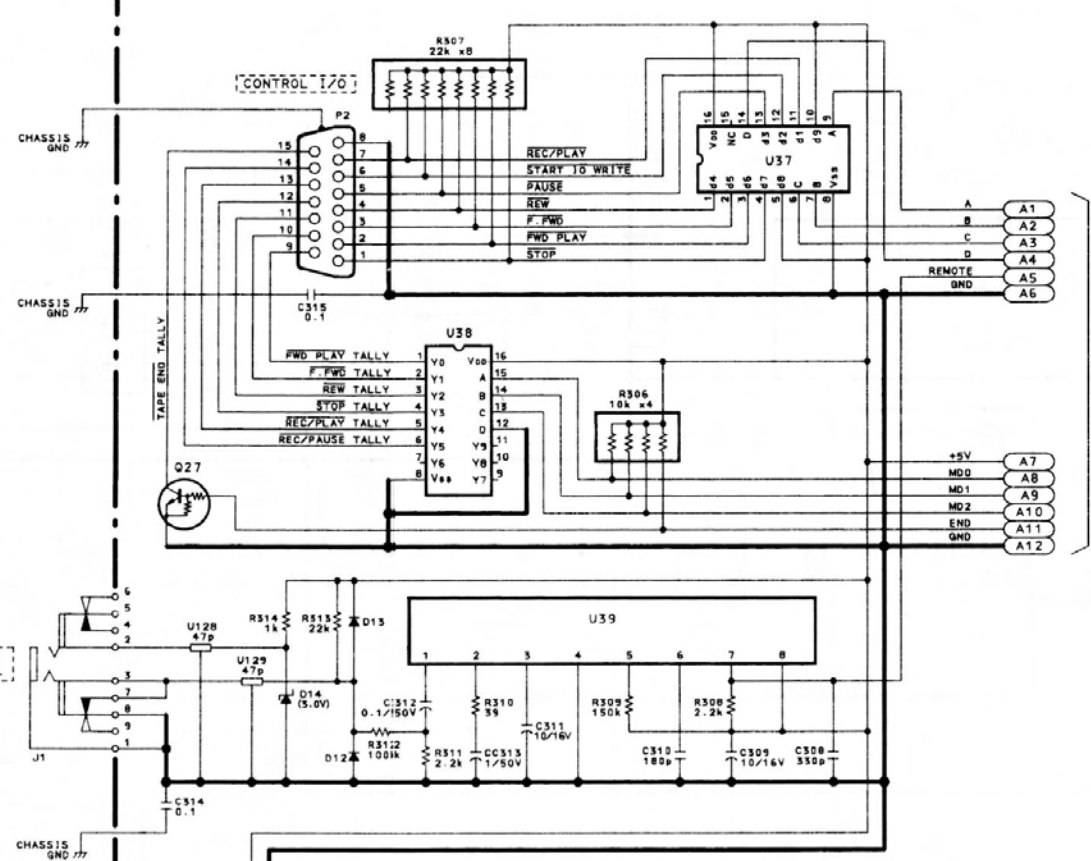 R307
22k x8
CONTROL I/O
P2
CHASSIS
GND
15
14
13
12
11
10
9
8
7
6
5
4
3
2
1
REC/PLAY
START IO WRITE
PAUSE
REW
F.FWD
FWD PLAY
STOP
16
15
14
13
12
11
10
9
VDD
NC
D
d3
d2
d1
d9
A
U37
d4
d5
d6
d7
d8
C
B
VSS
1
2
3
4
5
6
7
8
A
A1
B
A2
C
A3
D
A4
REMOTE
A5
GND
A6
CHASSIS
GND
C315
0.1
TAPE END TALLY
U38
FWD PLAY TALLY 1 Y0 VDD 16
F.FWD TALLY 2 Y1 A 15
REW TALLY 3 Y2 B 14
STOP TALLY 4 Y3 C 13
REC/PLAY TALLY 5 Y4 D 12
REC/PAUSE TALLY 6 Y5 Y9 11
7 Y6 Y8 10
8 VSS Y7 9
R306
10k x4
Q27
+5V
A7
MD0
A8
MD1
A9
MD2
A10
END
A11
GND
A12
6
5
4
2
3
7
8
9
1
J1
U128
47p
U129
47p
R314
1k
R313
22k
D13
D14
(5.0V)
D12
U39
1
2
3
4
5
6
7
8
C312
0.1/50V
R312
100k
R311
2.2k
R310
39
CC313
1/50V
C311
10/16V
R309
150k
C310
180p
R308
2.2k
C309
10/16V
C308
330p
C314
0.1
CHASSIS
GND